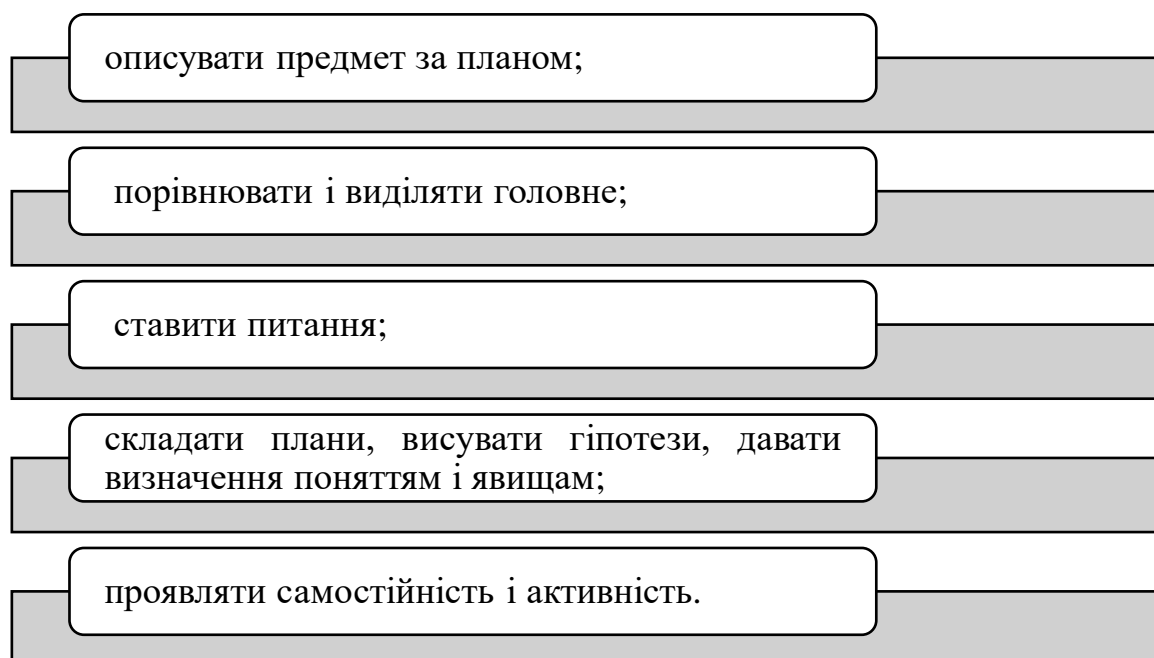 описувати предмет за планом;
порівнювати і виділяти головне;
ставити питання;
складати плани, висувати гіпотези, давати
визначення поняттям і явищам;
проявляти самостійність і активність.